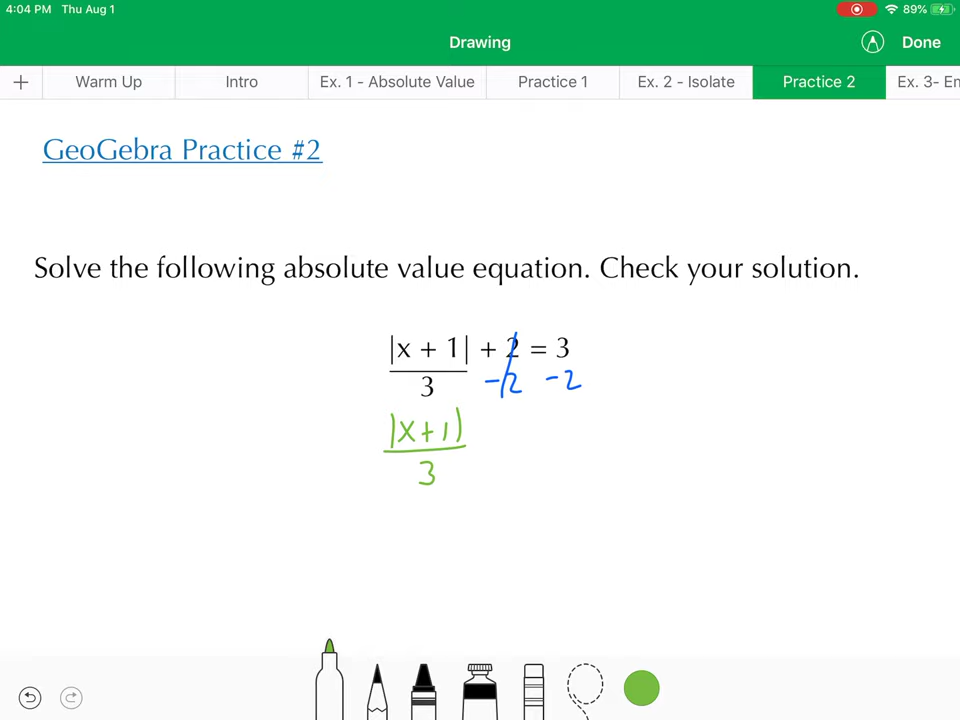 4:04 PM Thu Aug 1 89%
Drawing Done
+ Warm Up Intro Ex. 1 - Absolute Value Practice 1 Ex. 2 - Isolate Practice 2 Ex. 3- En
GeoGebra Practice #2
Solve the following absolute value equation. Check your solution.
|x + 1| + 2 = 3
3 -2 -2
|x+1|
3